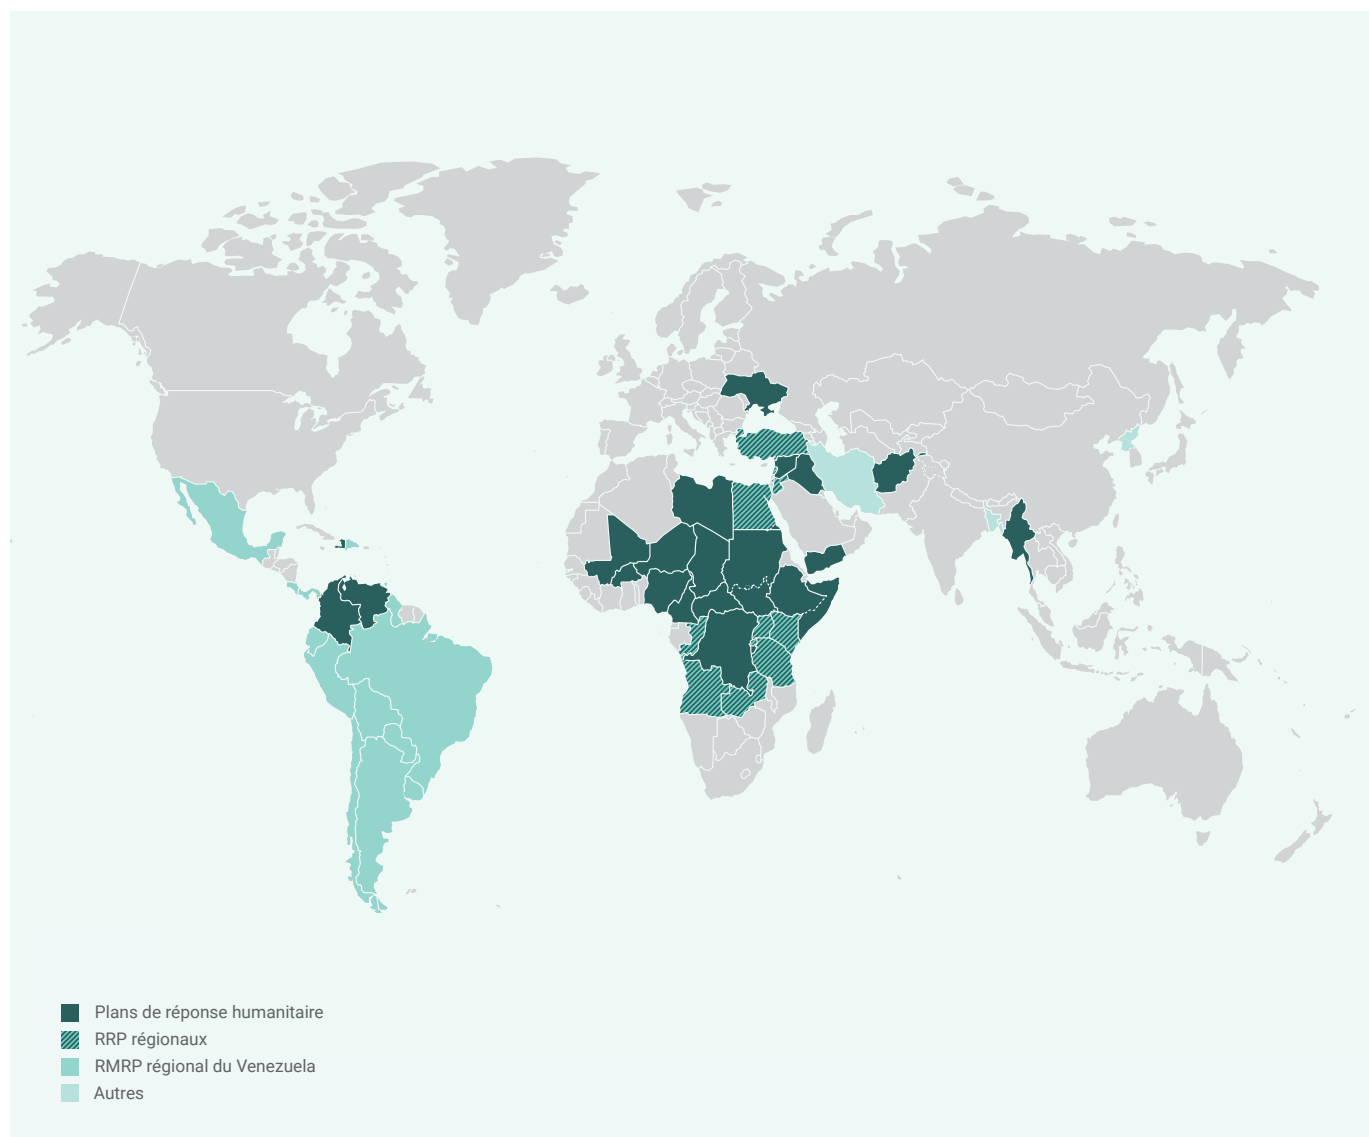 Plans de réponse humanitaire
RRP régionaux
RMRP régional du Venezuela
Autres